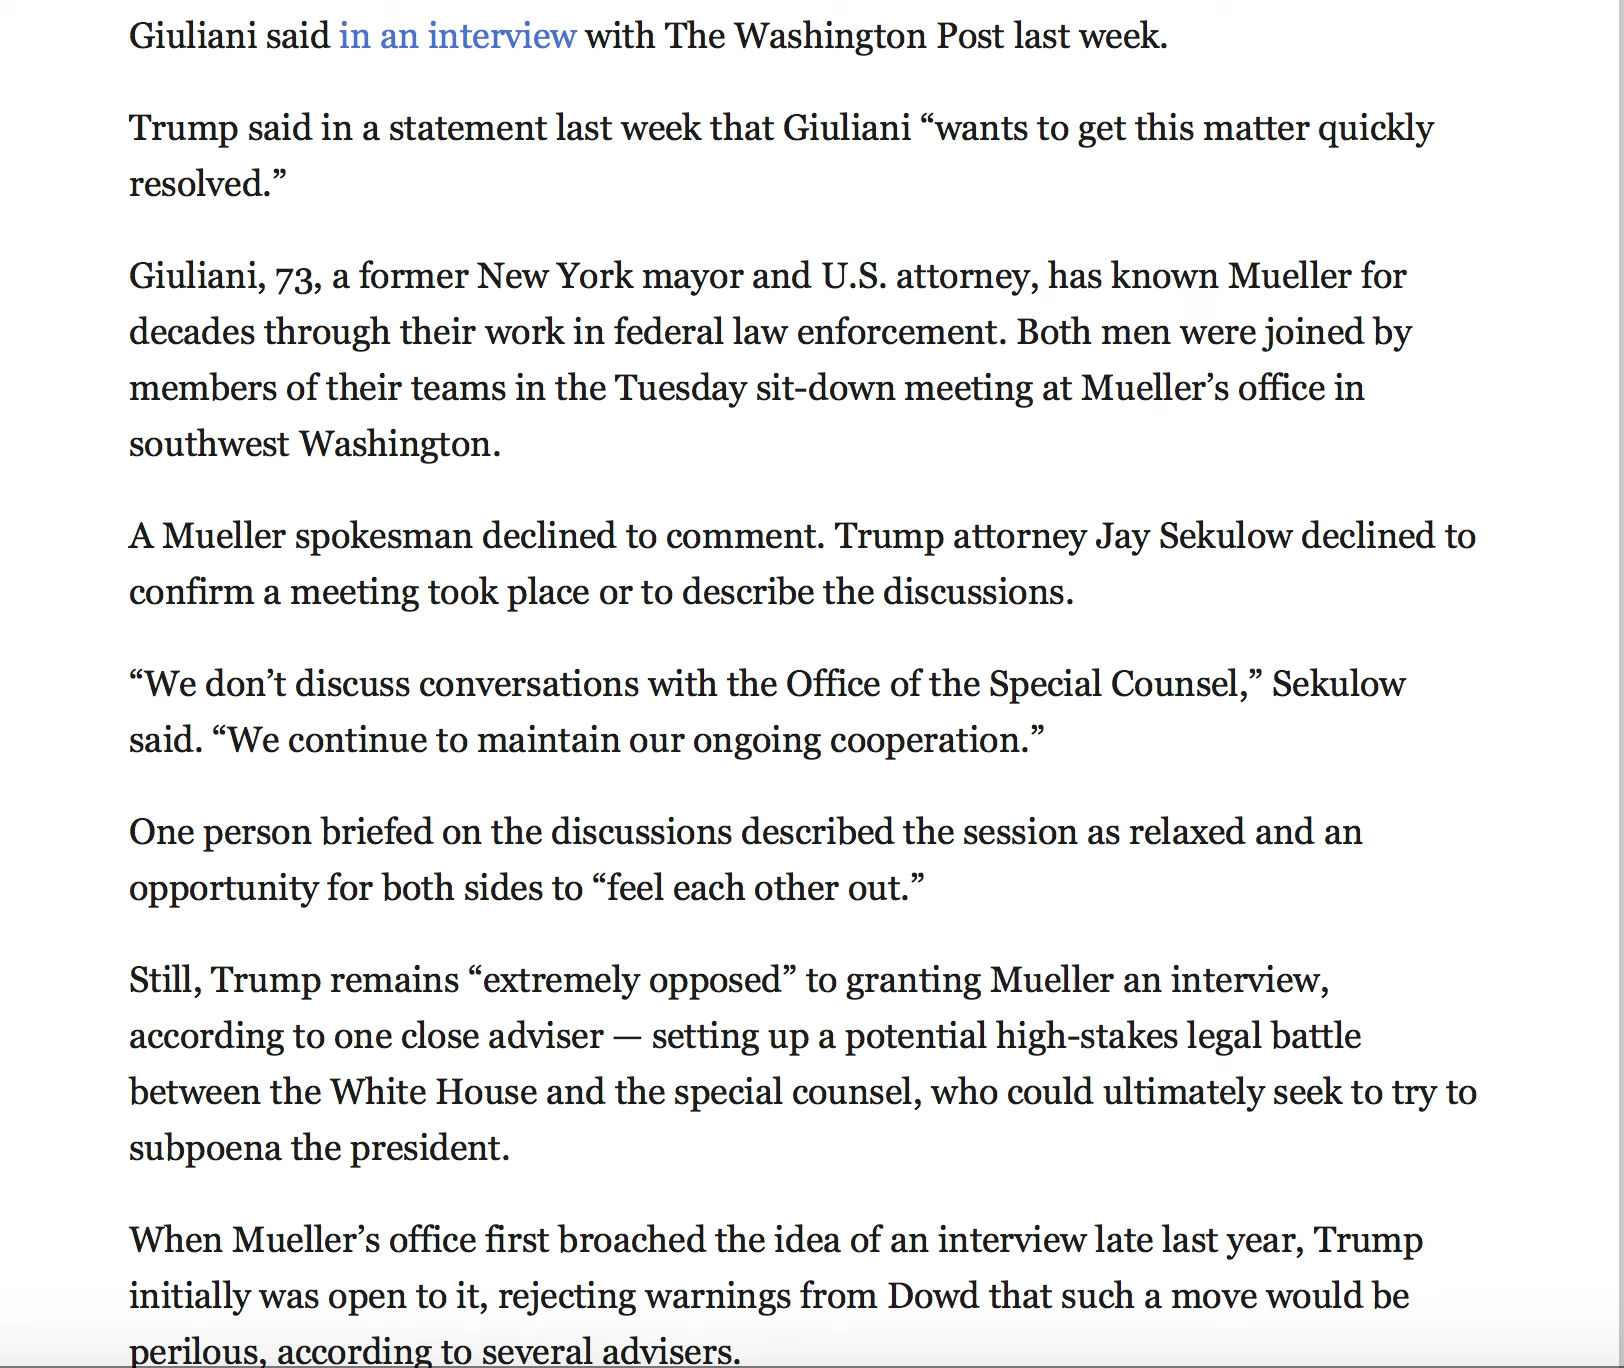 Giuliani said in an interview with The Washington Post last week.
Trump said in a statement last week that Giuliani “wants to get this matter quickly
resolved.”
Giuliani, 73, a former New York mayor and U.S. attorney, has known Mueller for
decades through their work in federal law enforcement. Both men were joined by
members of their teams in the Tuesday sit-down meeting at Mueller’s office in
southwest Washington.
A Mueller spokesman declined to comment. Trump attorney Jay Sekulow declined to
confirm a meeting took place or to describe the discussions.
“We don’t discuss conversations with the Office of the Special Counsel,” Sekulow
said. “We continue to maintain our ongoing cooperation.”
One person briefed on the discussions described the session as relaxed and an
opportunity for both sides to “feel each other out.”
Still, Trump remains “extremely opposed” to granting Mueller an interview,
according to one close adviser — setting up a potential high-stakes legal battle
between the White House and the special counsel, who could ultimately seek to try to
subpoena the president.
When Mueller’s office first broached the idea of an interview late last year, Trump
initially was open to it, rejecting warnings from Dowd that such a move would be
perilous, according to several advisers.